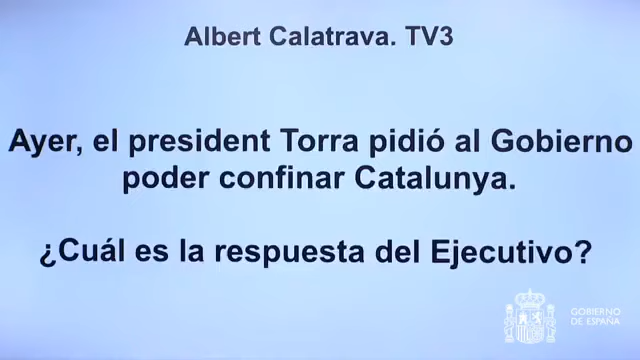 Albert Calatrava. TV3
Ayer, el president Torra pidió al Gobierno
poder confinar Catalunya.
¿Cuál es la respuesta del Ejecutivo?
GOBIERNO
DE ESPAÑA